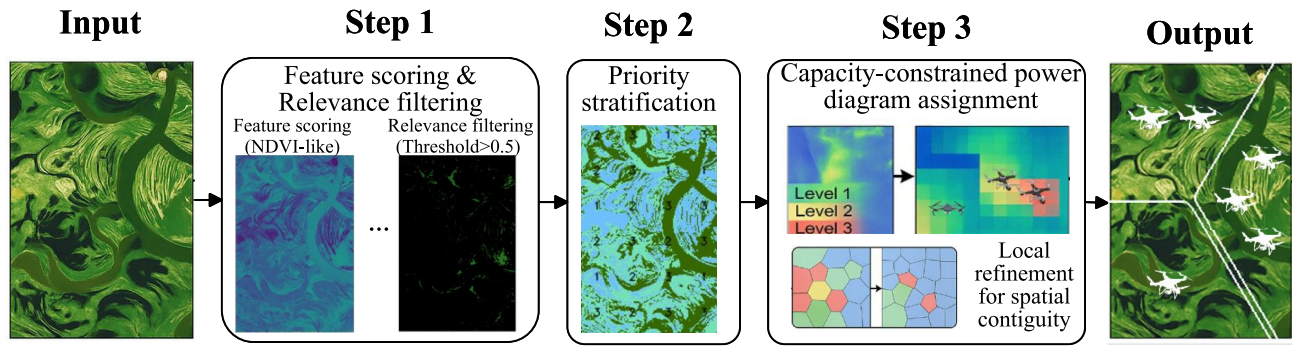 Input
Step 1
Step 2
Step 3
Output
Feature scoring &
Relevance filtering
Feature scoring
(NDVI-like)
Relevance filtering
(Threshold>0.5)
...
Priority
stratification
Capacity-constrained power
diagram assignment
Level 1
Level 2
Level 3
Local
refinement
for spatial
contiguity